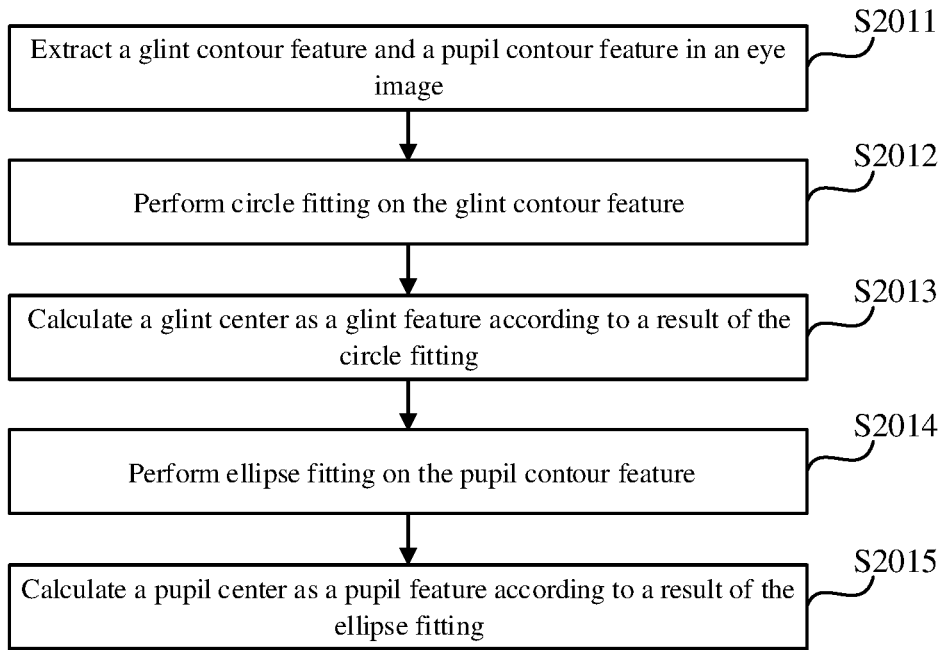 S2011
Extract a glint contour feature and a pupil contour feature in an eye
image
S2012
Perform circle fitting on the glint contour feature
S2013
Calculate a glint center as a glint feature according to a result of the
circle fitting
S2014
Perform ellipse fitting on the pupil contour feature
S2015
Calculate a pupil center as a pupil feature according to a result of the
ellipse fitting